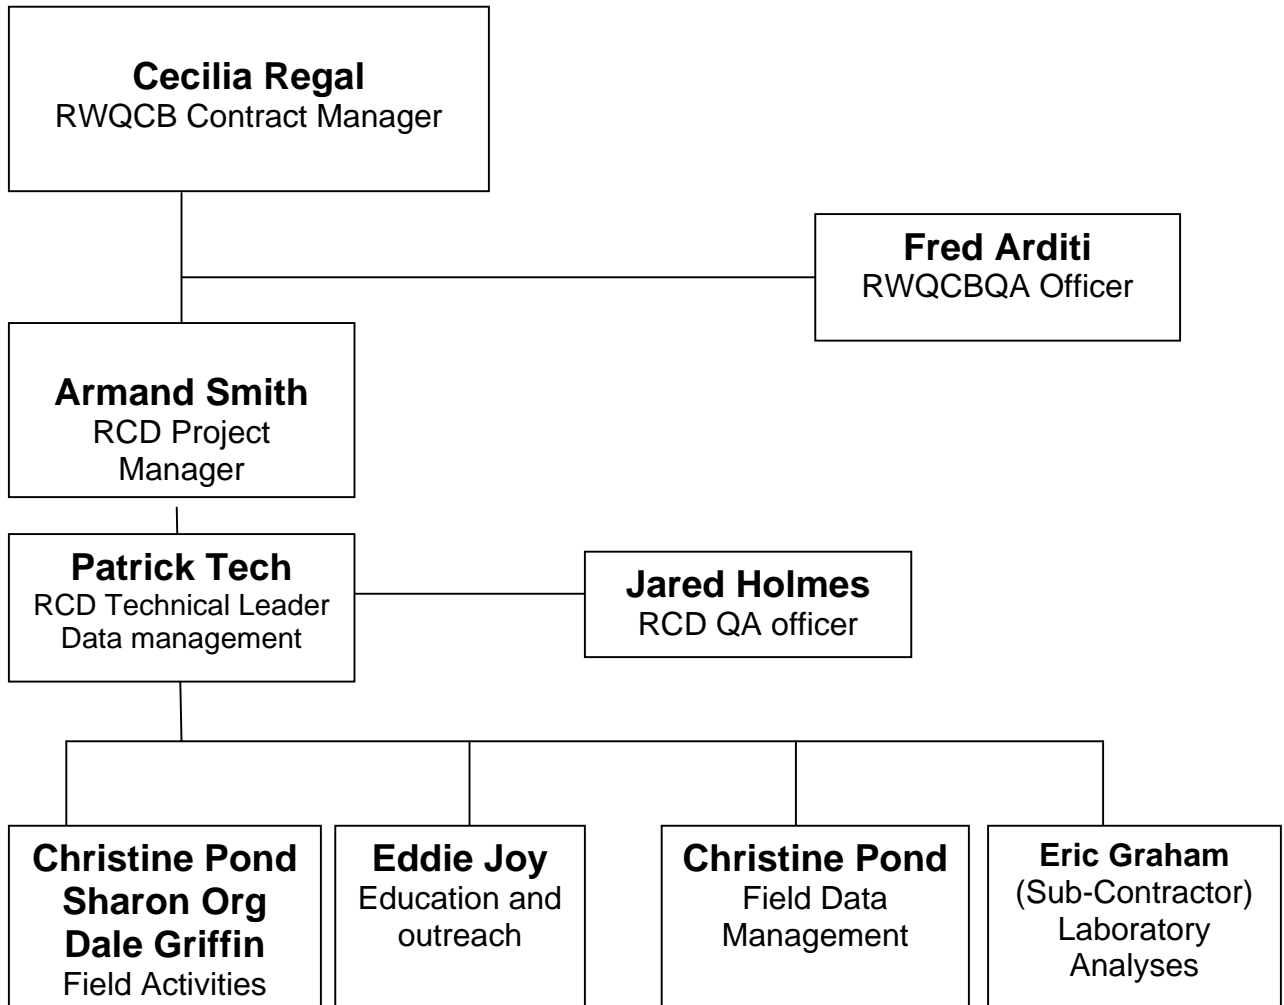 Cecilia Regal
RWQCB Contract Manager
Fred Arditi
RWQCBQA Officer
Armand Smith
RCD Project
Manager
Patrick Tech
RCD Technical Leader
Data management
Jared Holmes
RCD QA officer
Christine Pond
Sharon Org
Dale Griffin
Field Activities
Eddie Joy
Education and
outreach
Christine Pond
Field Data
Management
Eric Graham
(Sub-Contractor)
Laboratory
Analyses